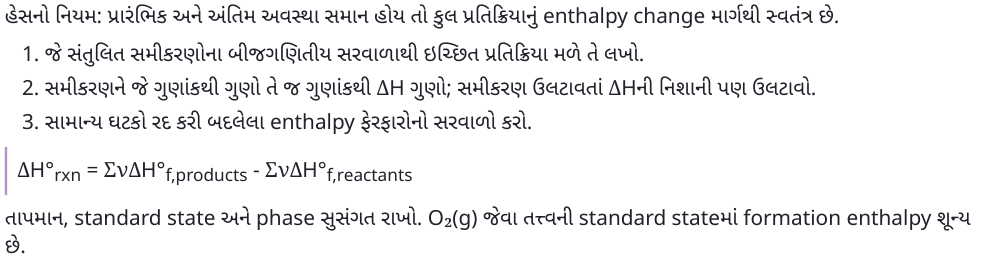 હેસનો નિયમ: પ્રારંભિક અને અંતિમ અવસ્થા સમાન હોય તો કુલ પ્રતિક્રિયાનું enthalpy change માર્ગથી સ્વતંત્ર છે.
1. જે સંતુલિત સમીકરણોના બીજગણિતીય સરવાળાથી ઇચ્છિત પ્રતિક્રિયા મળે તે લખો.
2. સમીકરણને જે ગુણાંકથી ગુણો તે જ ગુણાંકથી ΔH ગુણો; સમીકરણ ઉલટાવતાં ΔHની નિશાની પણ ઉલટાવો.
3. સામાન્ય ઘટકો રદ કરી બદલેલા enthalpy ફેરફારોનો સરવાળો કરો.
ΔH°rxn = ΣνΔH°f,products - ΣνΔH°f,reactants
તાપમાન, standard state અને phase સુસંગત રાખો. O₂(g) જેવા તત્ત્વની standard stateમાં formation enthalpy શૂન્ય
છે.